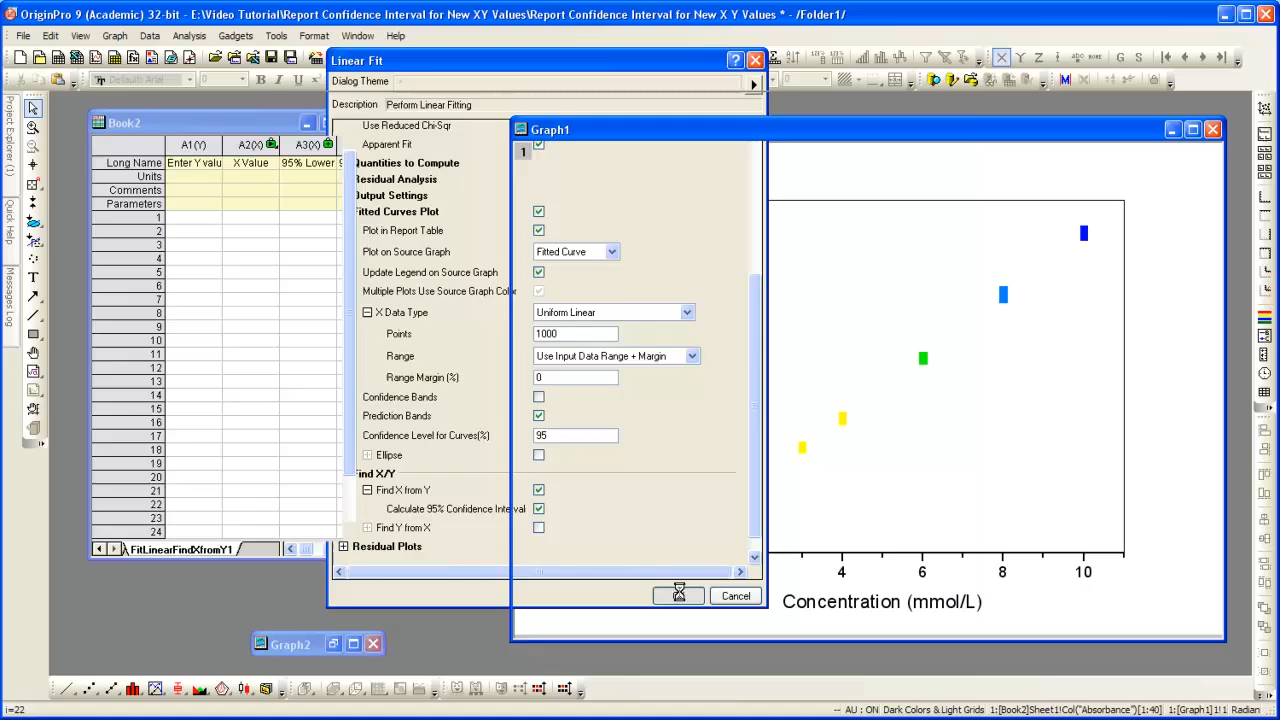 OriginPro 9 (Academic) 32-bit - E:\Video Tutorial\Report Confidence Interval for New XY Values\Report Confidence Interval for New X Y Values * - /Folder1/
File Edit View Graph Data Analysis Gadgets Tools Format Window Help
Default: Arial 0 B I U 0
Linear Fit
Dialog Theme *
Description Perform Linear Fitting
Use Reduced Chi-Sqr
Apparent Fit
Quantities to Compute
Residual Analysis
Output Settings
Fitted Curves Plot
Plot in Report Table
Plot on Source Graph Fitted Curve
Update Legend on Source Graph
Multiple Plots Use Source Graph Color
X Data Type Uniform Linear
Points 1000
Range Use Input Data Range + Margin
Range Margin (%) 0
Confidence Bands
Prediction Bands
Confidence Level for Curves(%) 95
Ellipse
Find X/Y
Find X from Y
Calculate 95% Confidence Interval
Find Y from X
Residual Plots
Cancel
Project Explorer (1)
Quick Help
Messages Log
Book2
A1(Y) A2(X) A3(X)
Long Name Enter Y valu X Value 95% Lower
Units
Comments
Parameters
1
2
3
4
5
6
7
8
9
10
11
12
13
14
15
16
17
18
19
20
21
22
23
24
FitLinearFindXfromY1
Graph1
1
4 6 8 10
Concentration (mmol/L)
Graph2
i=22
-- AU : ON Dark Colors & Light Grids 1:[Book2]Sheet1!Col("Absorbance")[1:40] 1:[Graph1]1!1 Radian